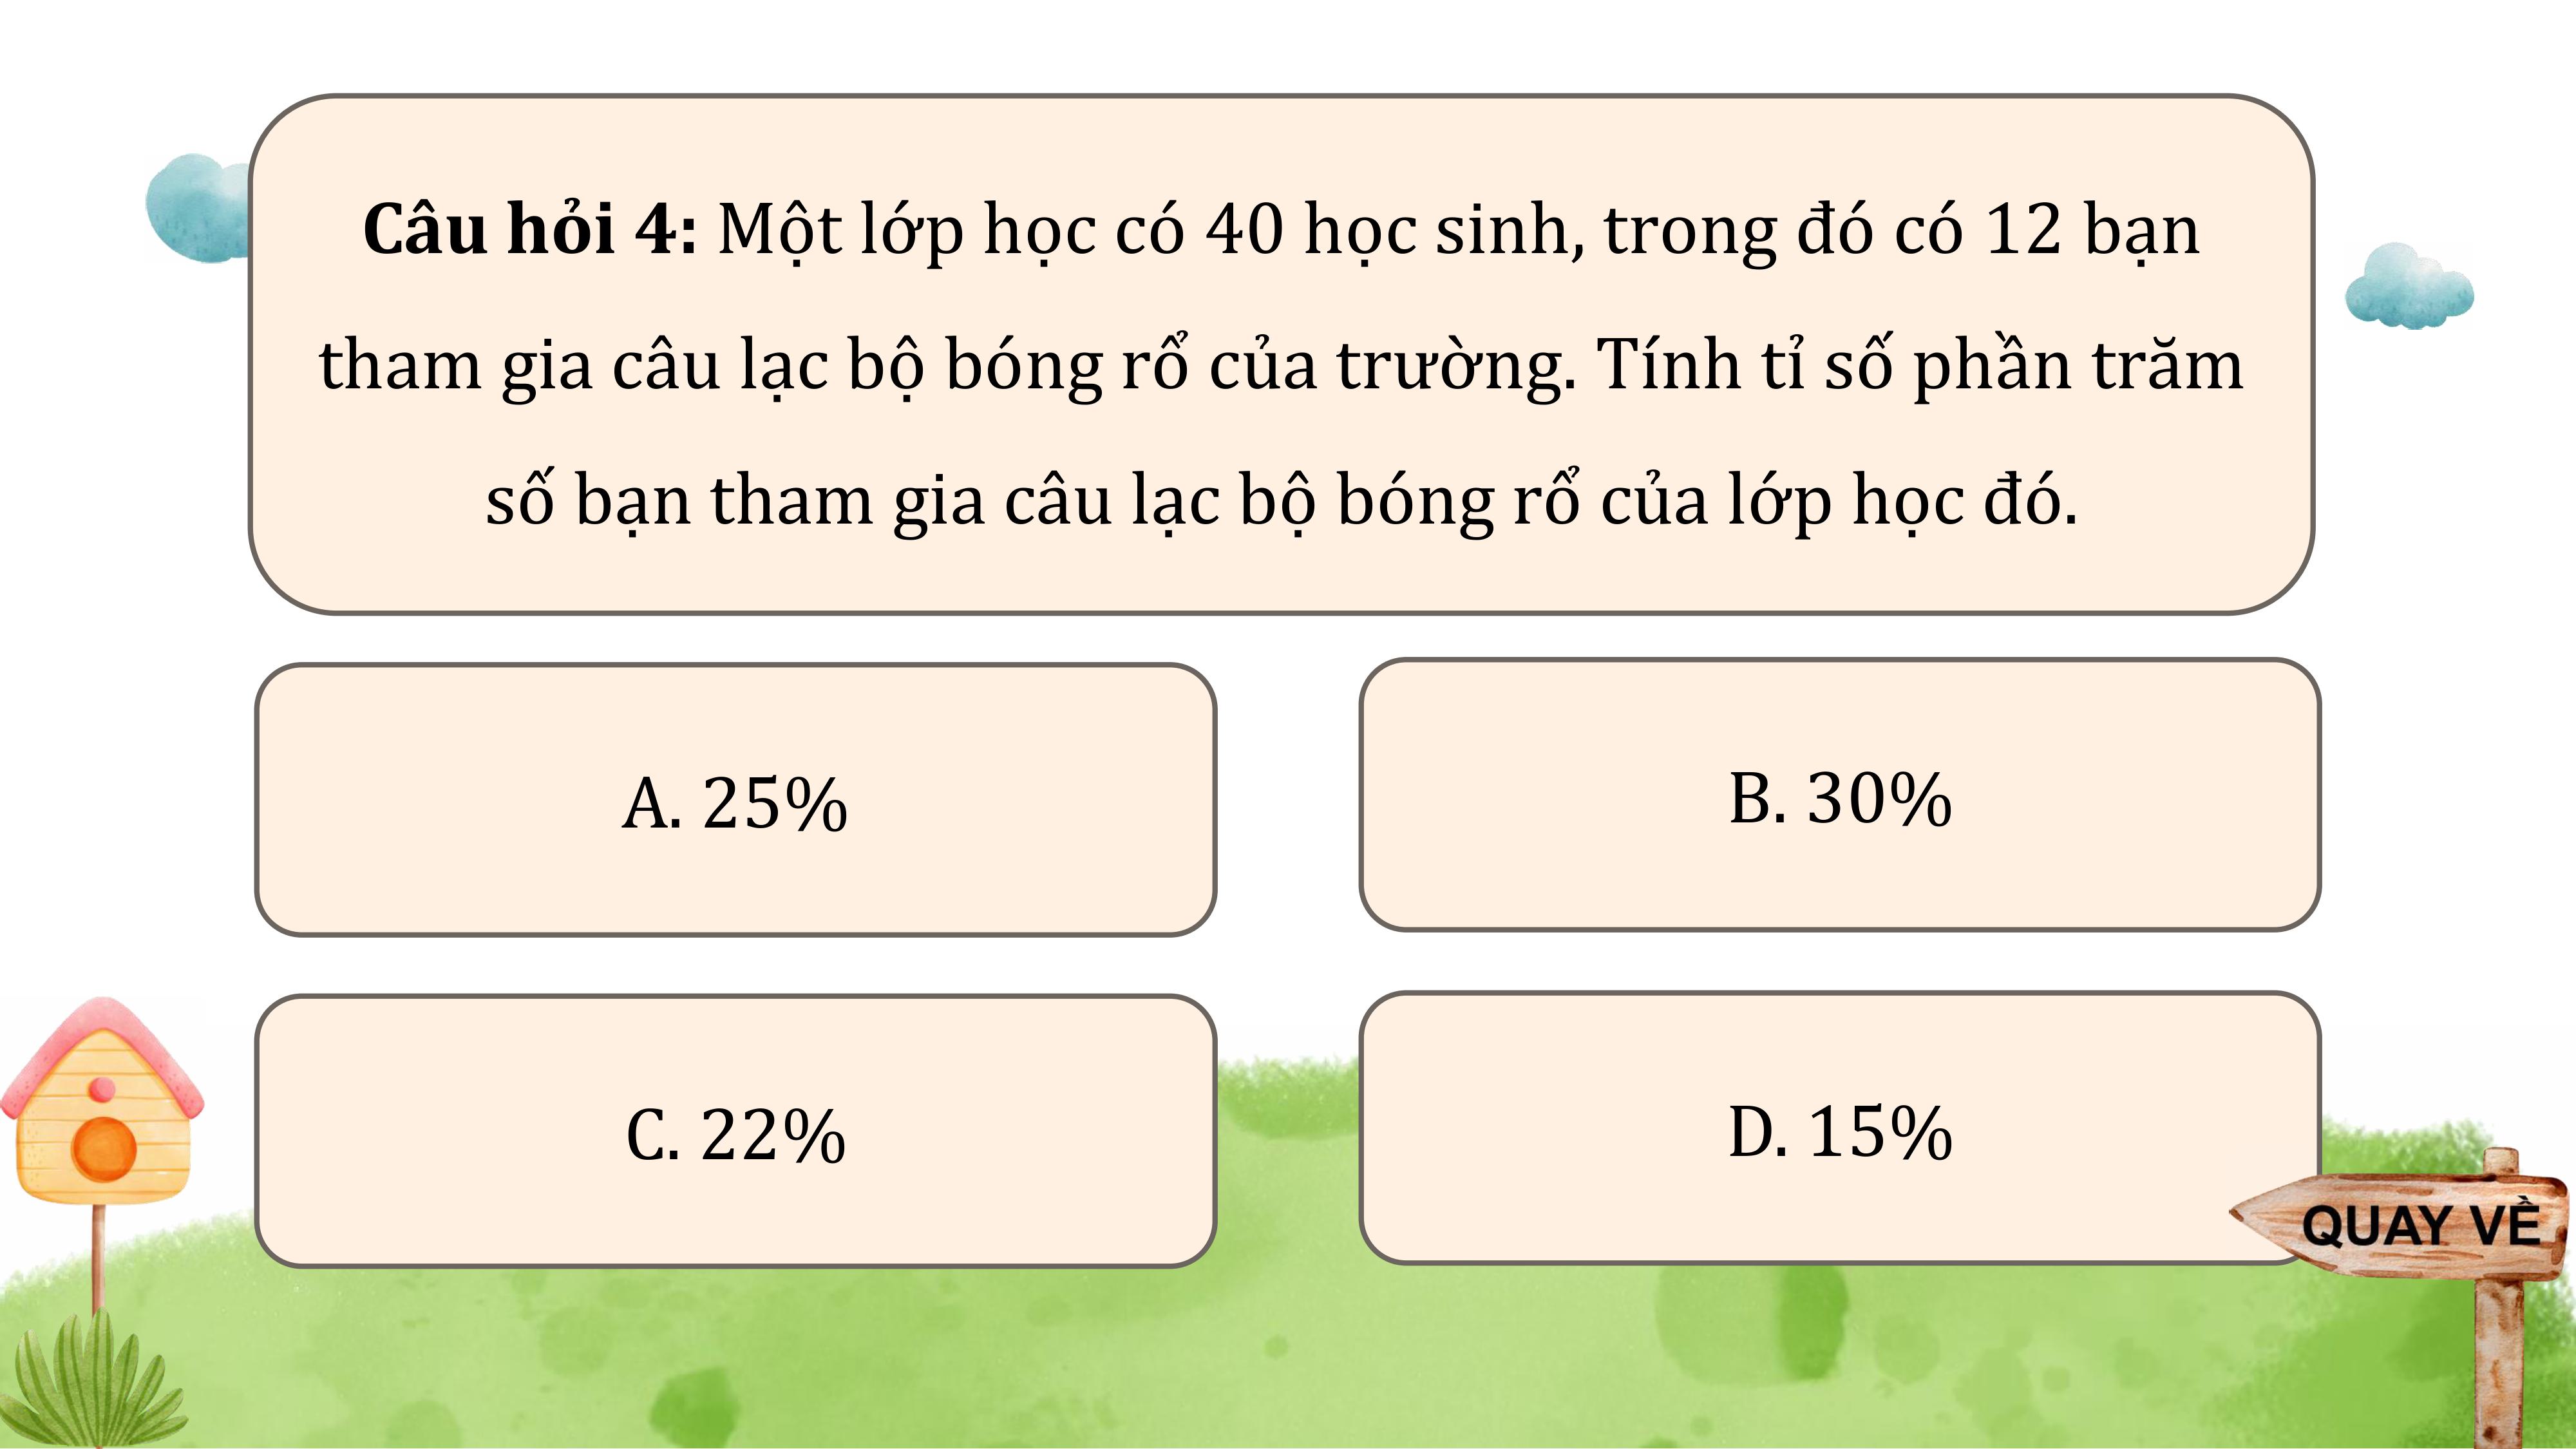 Câu hỏi 4: Một lớp học có 40 học sinh, trong đó có 12 bạn
tham gia câu lạc bộ bóng rổ của trường. Tính tỉ số phần trăm
số bạn tham gia câu lạc bộ bóng rổ của lớp học đó.
A. 25%
B. 30%
C. 22%
D. 15%
QUAY VỀ